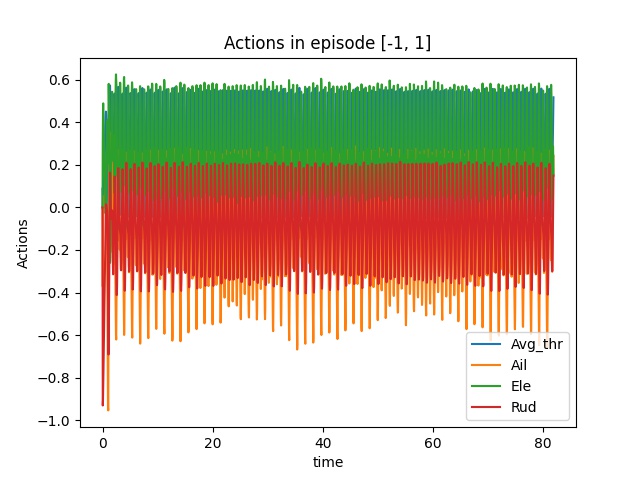 Actions in episode [-1, 1]
Actions
0.6
0.4
0.2
0.0
−0.2
−0.4
−0.6
−0.8
−1.0
0 20 40 60 80
time
Avg_thr
Ail
Ele
Rud